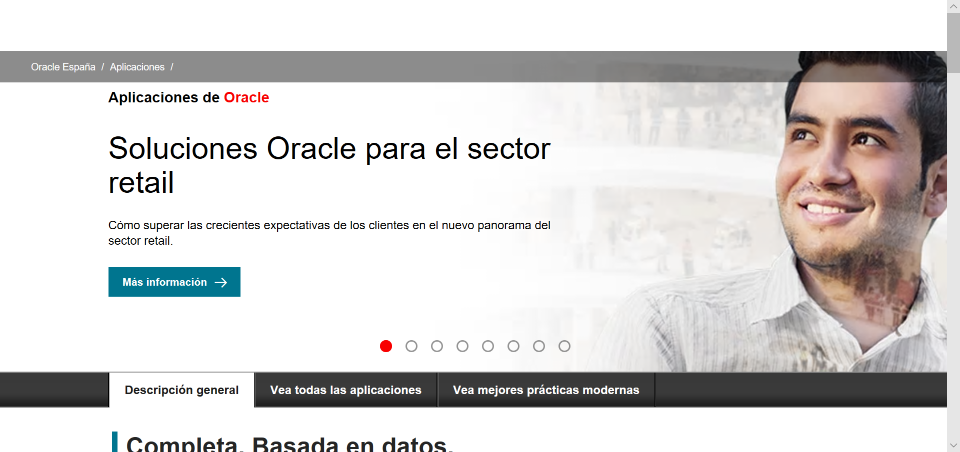 Oracle España / Aplicaciones /
Aplicaciones de Oracle
Soluciones Oracle para el sector
retail
Cómo superar las crecientes expectativas de los clientes en el nuevo panorama del
sector retail.
Más información
Descripción general
Vea todas las aplicaciones
Vea mejores prácticas modernas
Completa. Basada en datos.